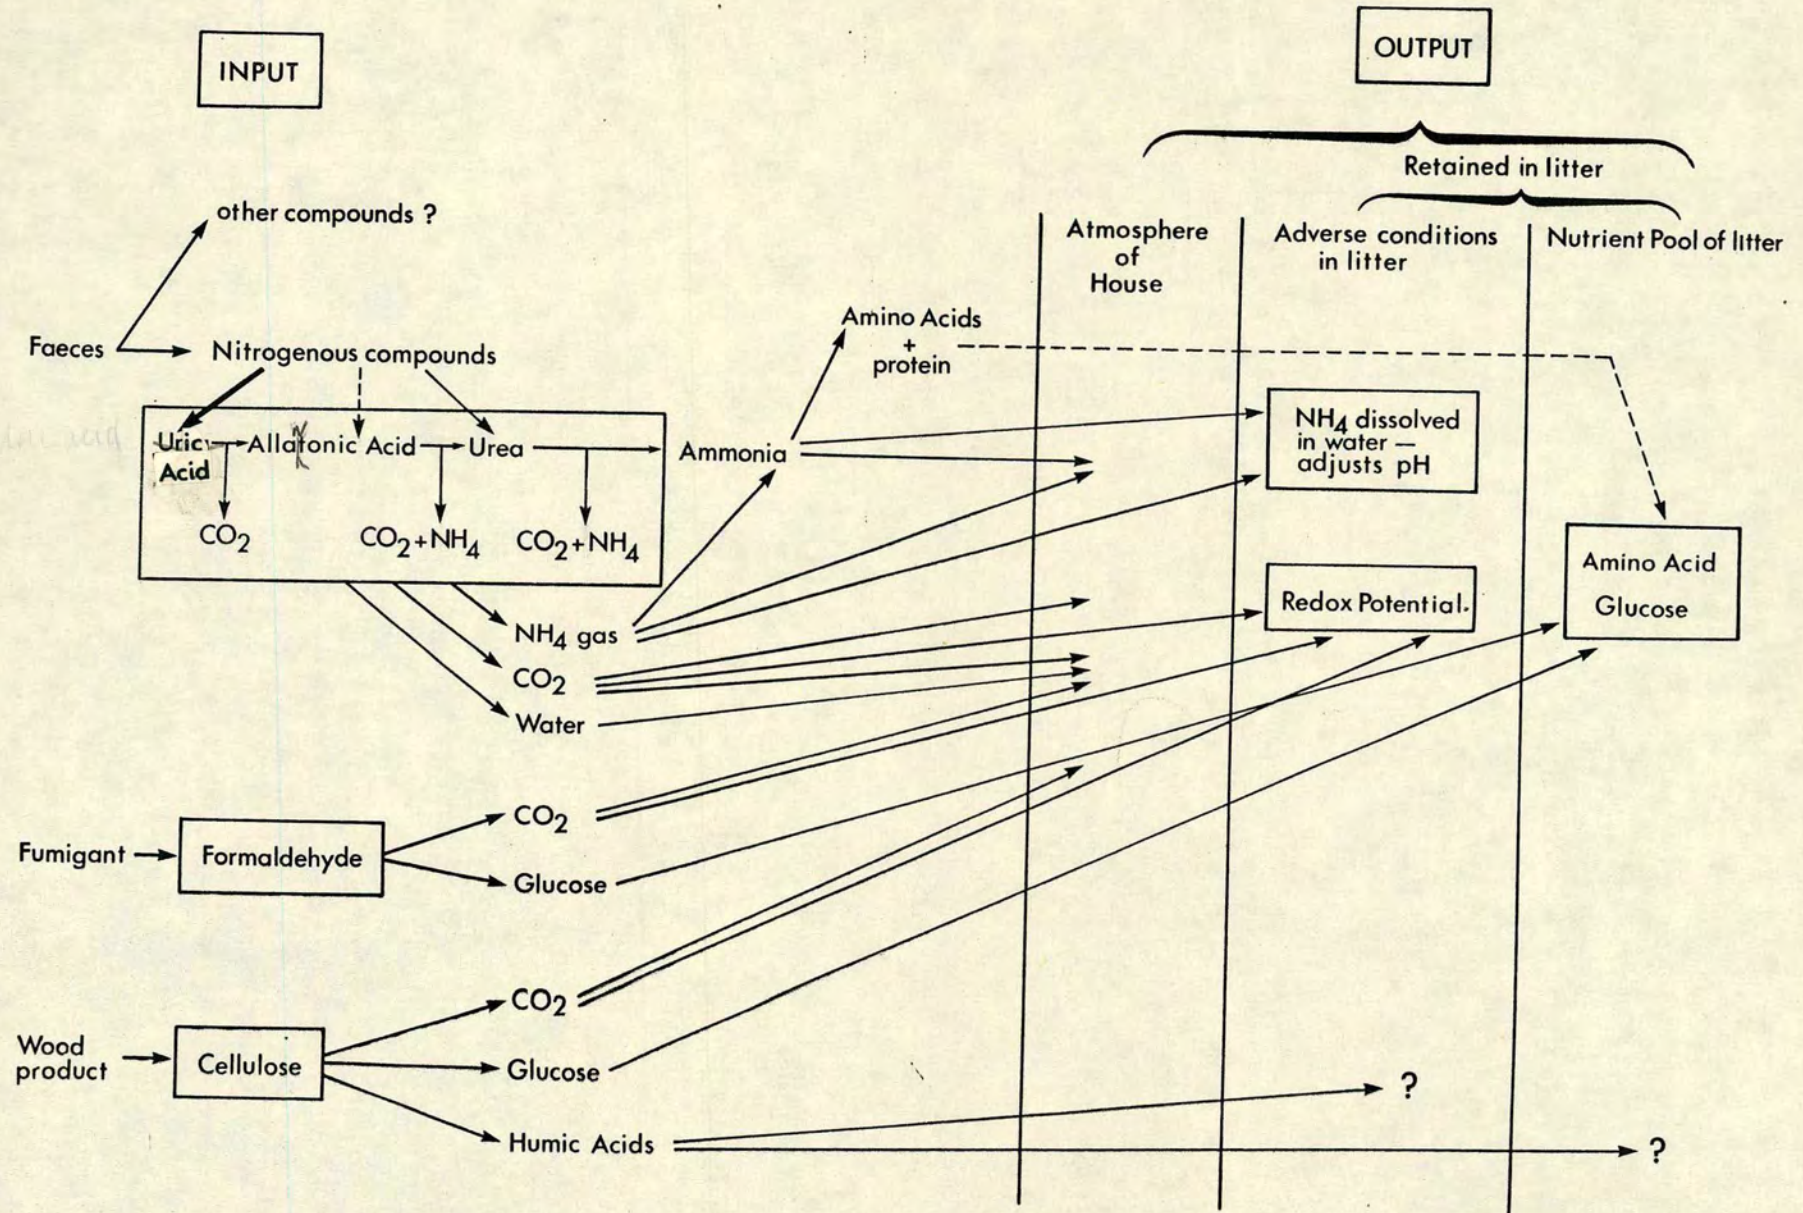 INPUT
OUTPUT
Retained in litter
Atmosphere
of
House
Adverse conditions
in litter
Nutrient Pool of litter
other compounds ?
Faeces
Nitrogenous compounds
Amino Acids
+
protein
Uric
Acid
Allatonic Acid
Urea
Ammonia
CO2
CO2+NH4
CO2+NH4
NH4 dissolved
in water —
adjusts pH
NH4 gas
CO2
Water
Redox Potential.
Amino Acid
Glucose
Fumigant
Formaldehyde
CO2
Glucose
Wood
product
Cellulose
CO2
Glucose
Humic Acids
?
?